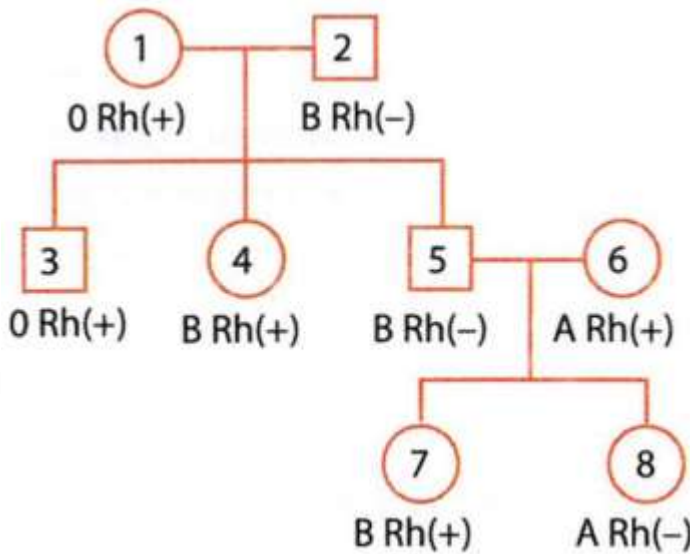 1 2
0 Rh(+) B Rh(–)
3 4 5 6
0 Rh(+) B Rh(+) B Rh(–) A Rh(+)
7 8
B Rh(+) A Rh(–)